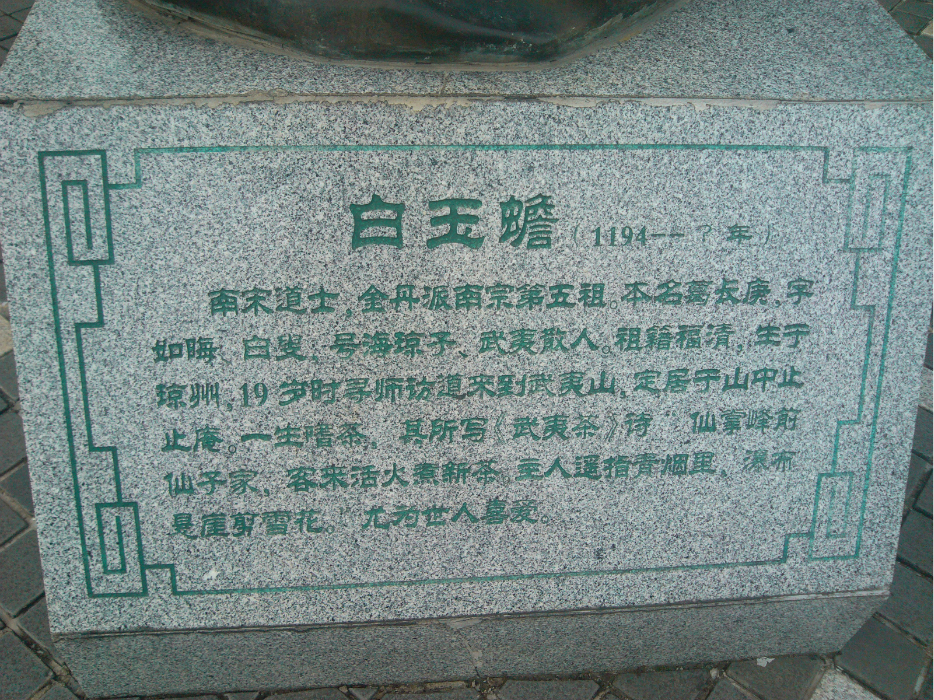 白玉蟾（1194--？年）
南宋道士，金丹派南宗第五祖。本名葛长庚，字
如晦、白叟，号海琼子、武夷散人。祖籍福清，生于
琼州，19岁时寻师访道来到武夷山，定居于山中止
止庵。一生嗜茶，其所写《武夷茶》诗“仙掌峰前
仙子家，客来活火煮新茶，主人遥指青烟里，瀑布
悬崖剪雪花。”尤为世人喜爱。